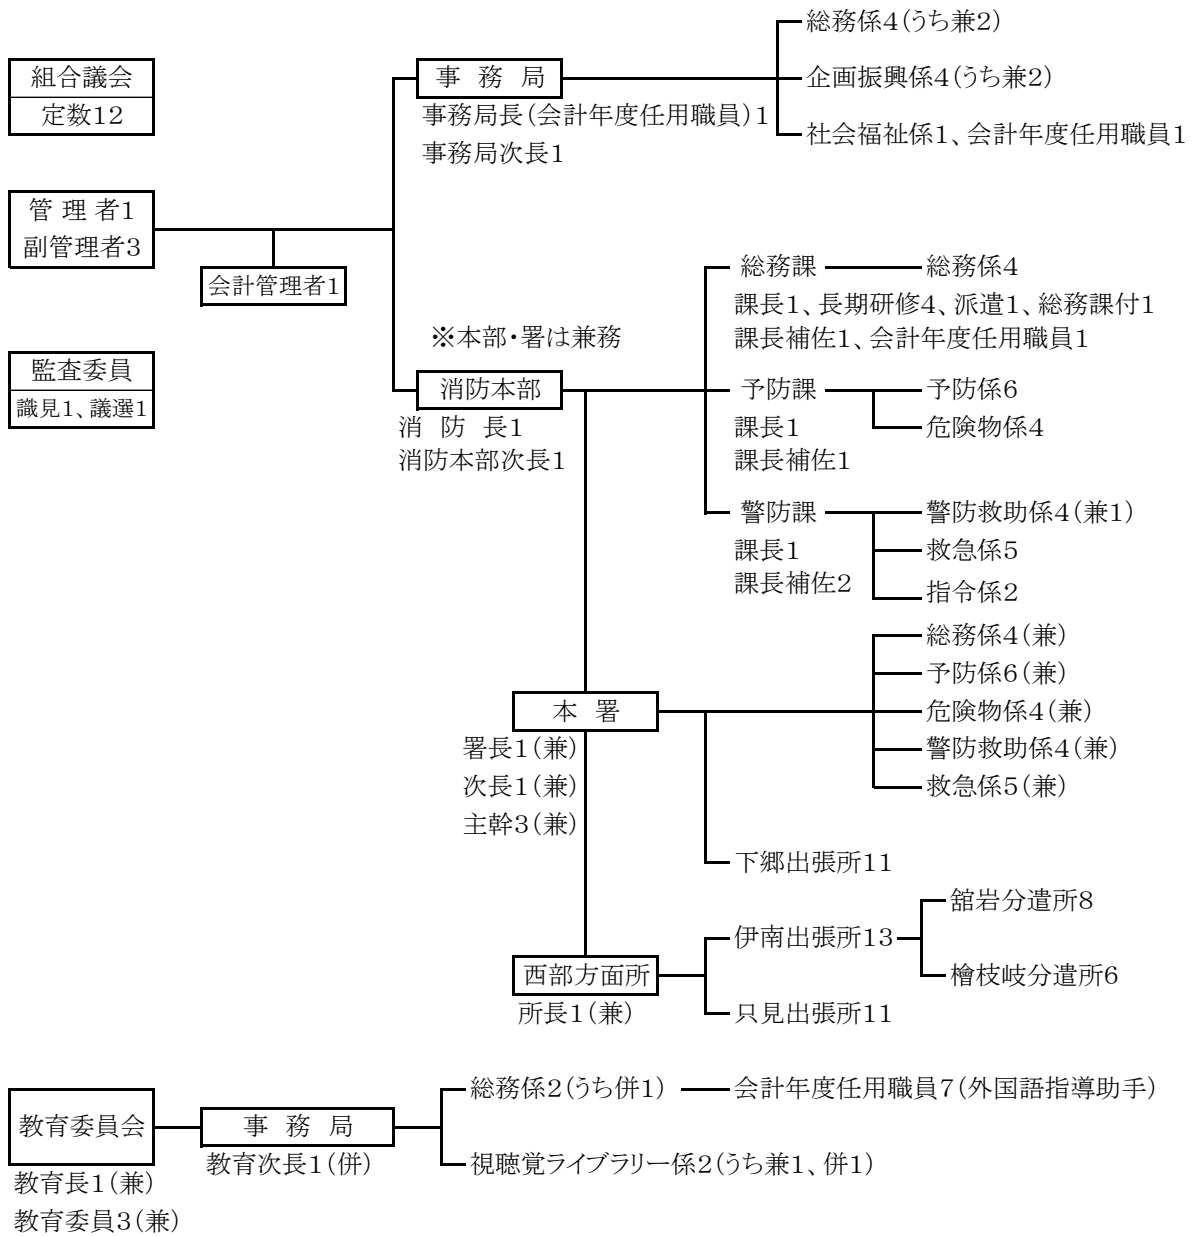 総務係4(うち兼2)
組合議会
定数12
事 務 局
企画振興係4(うち兼2)
事務局長(会計年度任用職員)1
事務局次長1
社会福祉係1、会計年度任用職員1
管 理 者1
副管理者3
会計管理者1
総務課
総務係4
課長1、長期研修4、派遣1、総務課付1
課長補佐1、会計年度任用職員1
※本部・署は兼務
監査委員
識見1、議選1
消防本部
消 防 長1
消防本部次長1
予防課
予防係6
課長1
危険物係4
課長補佐1
警防課
警防救助係4(兼1)
課長1
救急係5
課長補佐2
指令係2
総務係4(兼)
予防係6(兼)
本 署
危険物係4(兼)
署長1(兼)
警防救助係4(兼)
次長1(兼)
救急係5(兼)
主幹3(兼)
下郷出張所11
舘岩分遣所8
伊南出張所13
西部方面所
檜枝岐分遣所6
所長1(兼)
只見出張所11
総務係2(うち併1)
会計年度任用職員7(外国語指導助手)
教育委員会
事 務 局
教育次長1(併)
視聴覚ライブラリー係2(うち兼1、併1)
教育長1(兼)
教育委員3(兼)